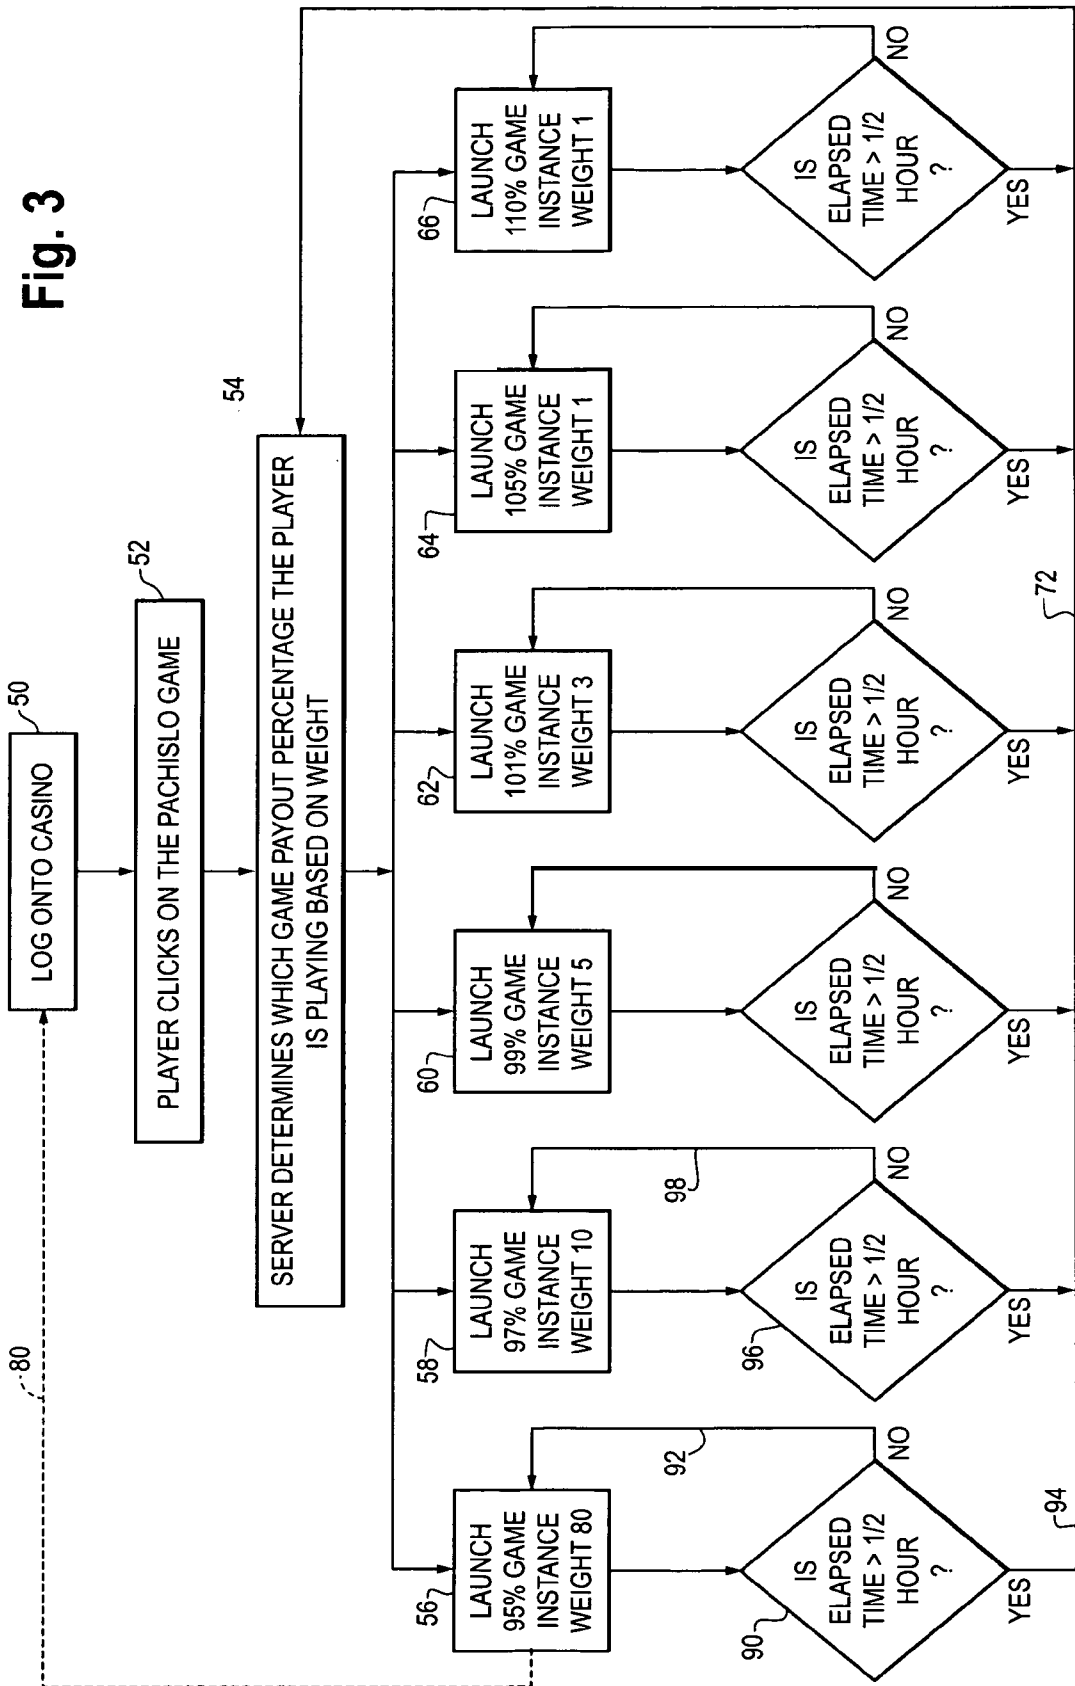 Fig. 3
LOG ONTO CASINO
50
80
PLAYER CLICKS ON THE PACHISLO GAME
52
SERVER DETERMINES WHICH GAME PAYOUT PERCENTAGE THE PLAYER
IS PLAYING BASED ON WEIGHT
54
56
LAUNCH
95% GAME
INSTANCE
WEIGHT 80
58
LAUNCH
97% GAME
INSTANCE
WEIGHT 10
60
LAUNCH
99% GAME
INSTANCE
WEIGHT 5
62
LAUNCH
101% GAME
INSTANCE
WEIGHT 3
64
LAUNCH
105% GAME
INSTANCE
WEIGHT 1
66
LAUNCH
110% GAME
INSTANCE
WEIGHT 1
90
IS
ELAPSED
TIME > 1/2
HOUR
?
92
NO
YES
94
96
IS
ELAPSED
TIME > 1/2
HOUR
?
98
NO
YES
IS
ELAPSED
TIME > 1/2
HOUR
?
NO
YES
IS
ELAPSED
TIME > 1/2
HOUR
?
NO
YES
72
IS
ELAPSED
TIME > 1/2
HOUR
?
NO
YES
IS
ELAPSED
TIME > 1/2
HOUR
?
NO
YES